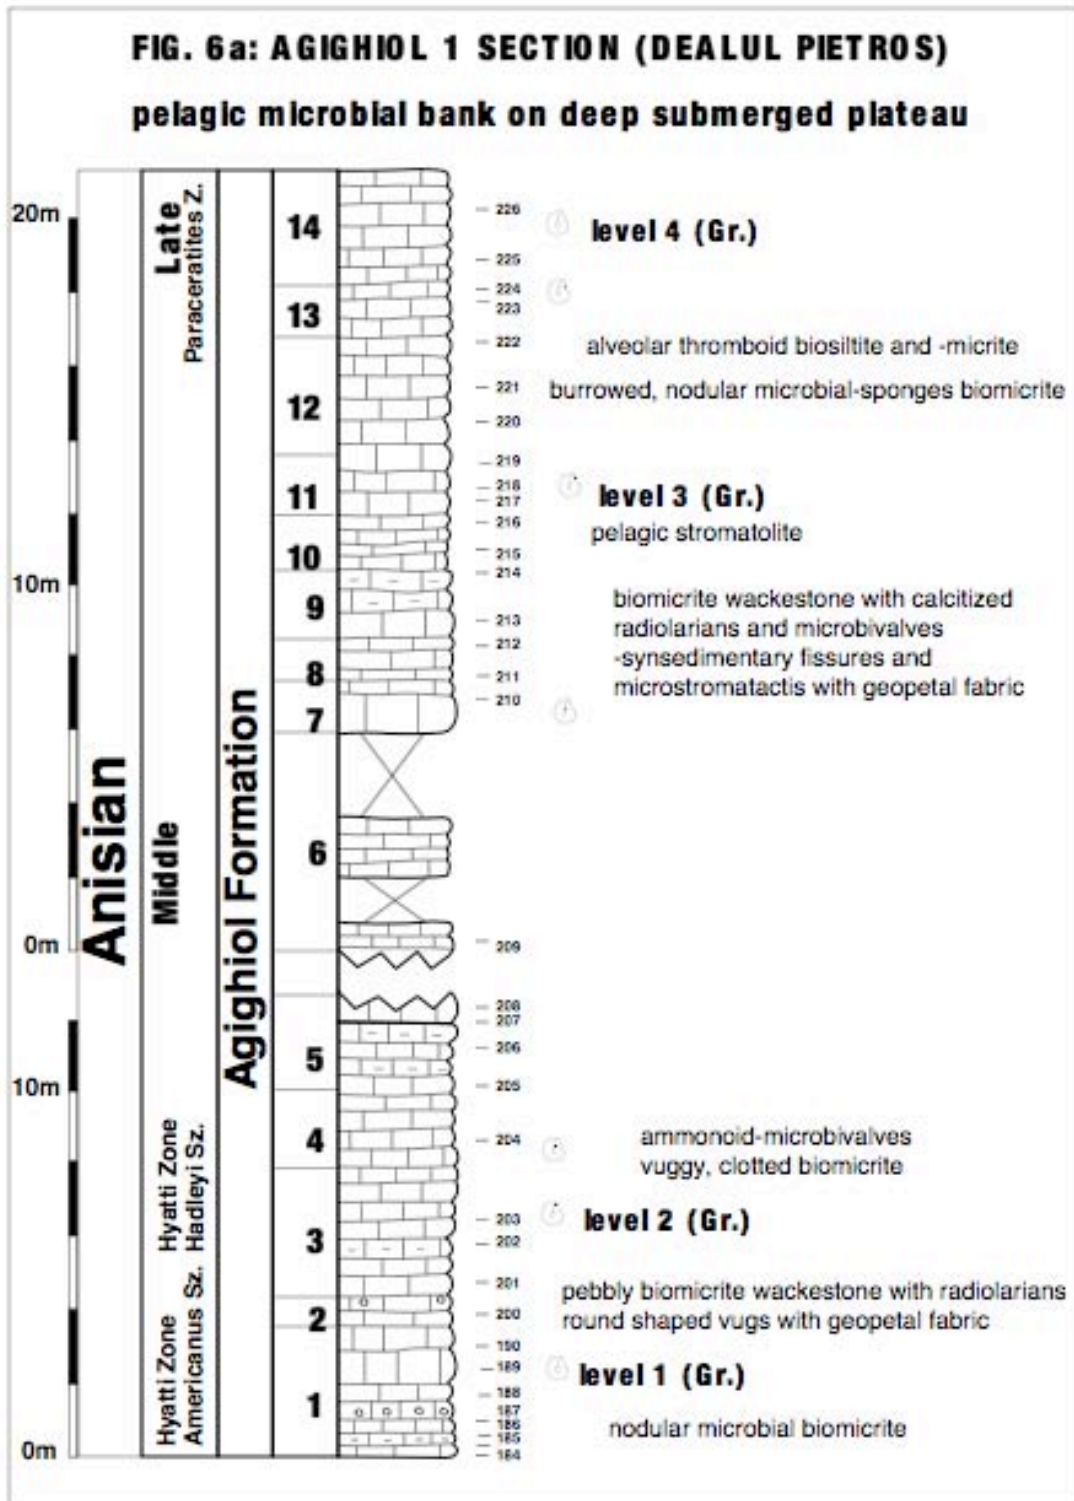 FIG. 6a: AGIGHIOL 1 SECTION (DEALUL PIETROS)
pelagic microbial bank on deep submerged plateau
20m
10m
0m
10m
0m
Anisian
Late
Paraceratites Z.
Middle
Hyatti Zone
Hadleyi Sz.
Hyatti Zone
Americanus Sz.
Agighiol Formation
14
13
12
11
10
9
8
7
6
5
4
3
2
1
226
225
224
223
222
221
220
219
218
217
216
215
214
213
212
211
210
209
208
207
206
205
204
203
202
201
200
190
189
188
187
186
185
184
level 4 (Gr.)
alveolar thromboid biosiltite and -micrite
burrowed, nodular microbial-sponges biomicrite
level 3 (Gr.)
pelagic stromatolite
biomicrite wackestone with calcitized
radiolarians and microbivalves
-synsedimentary fissures and
microstromatactis with geopetal fabric
ammonoid-microbivalves
vuggy, clotted biomicrite
level 2 (Gr.)
pebbly biomicrite wackestone with radiolarians
round shaped vugs with geopetal fabric
level 1 (Gr.)
nodular microbial biomicrite